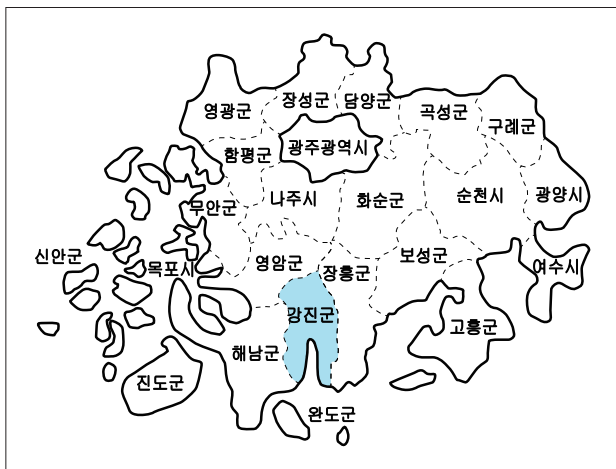 영광군
장성군
담양군
곡성군
구례군
함평군
광주광역시
무안군
나주시
화순군
순천시
광양시
신안군
목포시
영암군
장흥군
보성군
여수시
강진군
고흥군
해남군
진도군
완도군